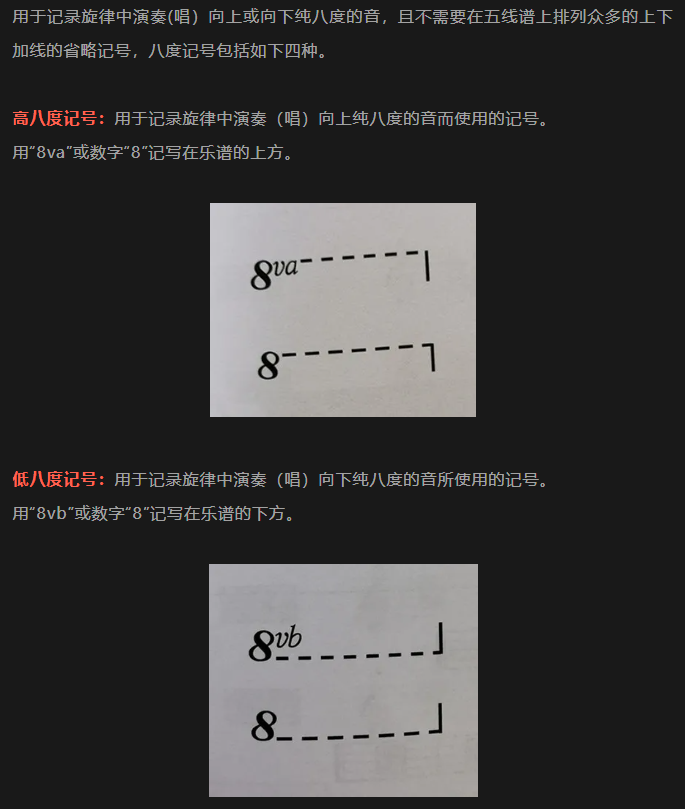 用于记录旋律中演奏(唱）向上或向下纯八度的音，且不需要在五线谱上排列众多的上下
加线的省略记号，八度记号包括如下四种。
高八度记号：用于记录旋律中演奏（唱）向上纯八度的音而使用的记号。
用“8va”或数字“8”记写在乐谱的上方。
8va
8
低八度记号：用于记录旋律中演奏（唱）向下纯八度的音所使用的记号。
用“8vb”或数字“8”记写在乐谱的下方。
8vb
8